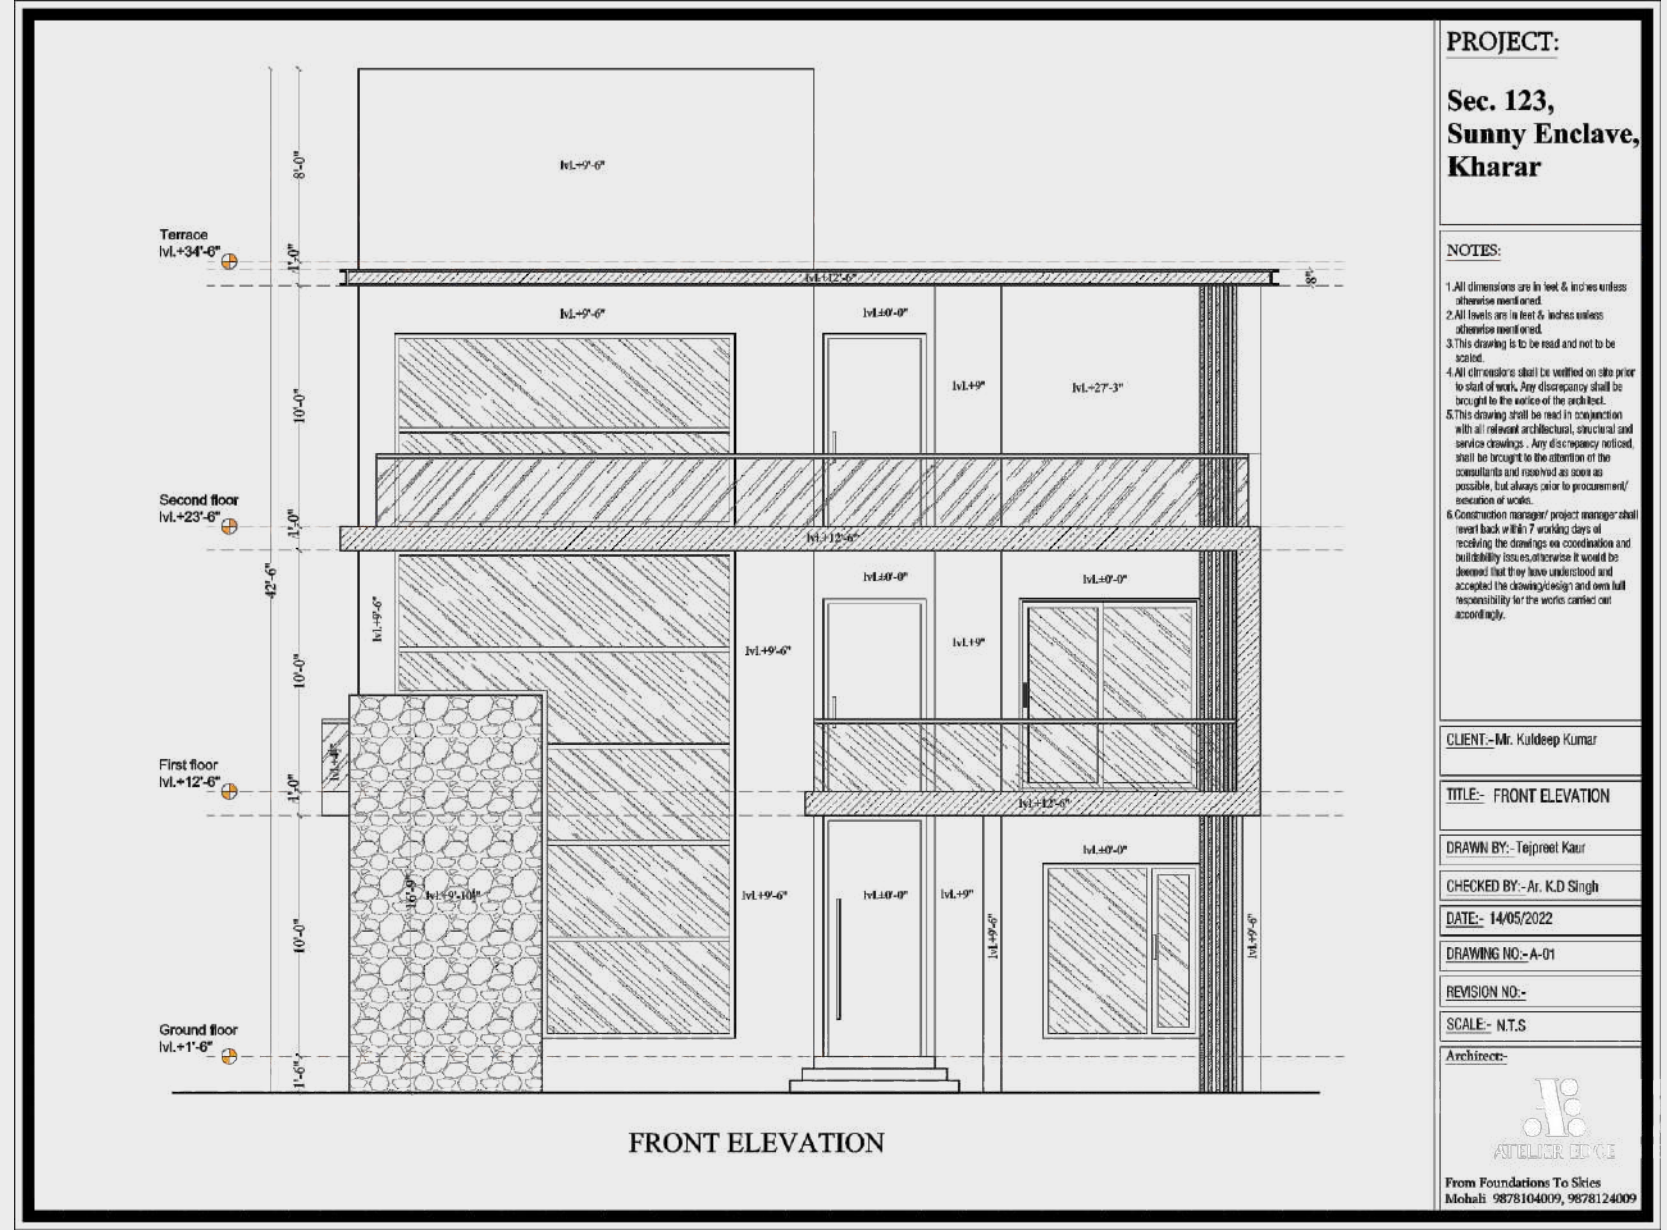 8'-0"
lvl.+9'-6"
Terrace
lvl.+34'-6"
1'-0"
lvl.+12'-6"
8"
lvl.+9'-6"
lvl.±0'-0"
10'-0"
lvl.+9"
lvl.+27'-3"
Second floor
lvl.+23'-6"
1'-0"
lvl.+12'-6"
42'-6"
lvl.±0'-0"
lvl.±0'-0"
lvl.+9'-6"
lvl.+9'-6"
lvl.+9"
10'-0"
First floor
lvl.+12'-6"
1'-0"
lvl.+12'-6"
lvl.±0'-0"
16'-9"
lvl.+9'-6"
lvl.±0'-0"
lvl.+9"
lvl.+9'-6"
lvl.+9'-6"
10'-0"
Ground floor
lvl.+1'-6"
1'-6"
FRONT ELEVATION
PROJECT:
Sec. 123,
Sunny Enclave,
Kharar
NOTES:
1.All dimensions are in feet & inches unless
otherwise mentioned.
2.All levels are in feet & inches unless
otherwise mentioned.
3.This drawing is to be read and not to be
scaled.
4.All dimensions shall be verified on site prior
to start of work. Any discrepancy shall be
brought to the notice of the architect.
5.This drawing shall be read in conjunction
with all relevant architectural, structural and
service drawings . Any discrepancy noticed,
shall be brought to the attention of the
consultants and resolved as soon as
possible, but always prior to procurement/
execution of works.
6.Construction manager/ project manager shall
revert back within 7 working days of
receiving the drawings on coordination and
buildability issues,otherwise it would be
deemed that they have understood and
accepted the drawing/design and own full
responsibility for the works carried out
accordingly.
CLIENT:-Mr. Kuldeep Kumar
TITLE:- FRONT ELEVATION
DRAWN BY:-Tejpreet Kaur
CHECKED BY:-Ar. K.D Singh
DATE:- 14/05/2022
DRAWING NO:-A-01
REVISION NO:-
SCALE:- N.T.S
Architect:-
ATELIER EDGE
From Foundations To Skies
Mohali 9878104009, 9878124009